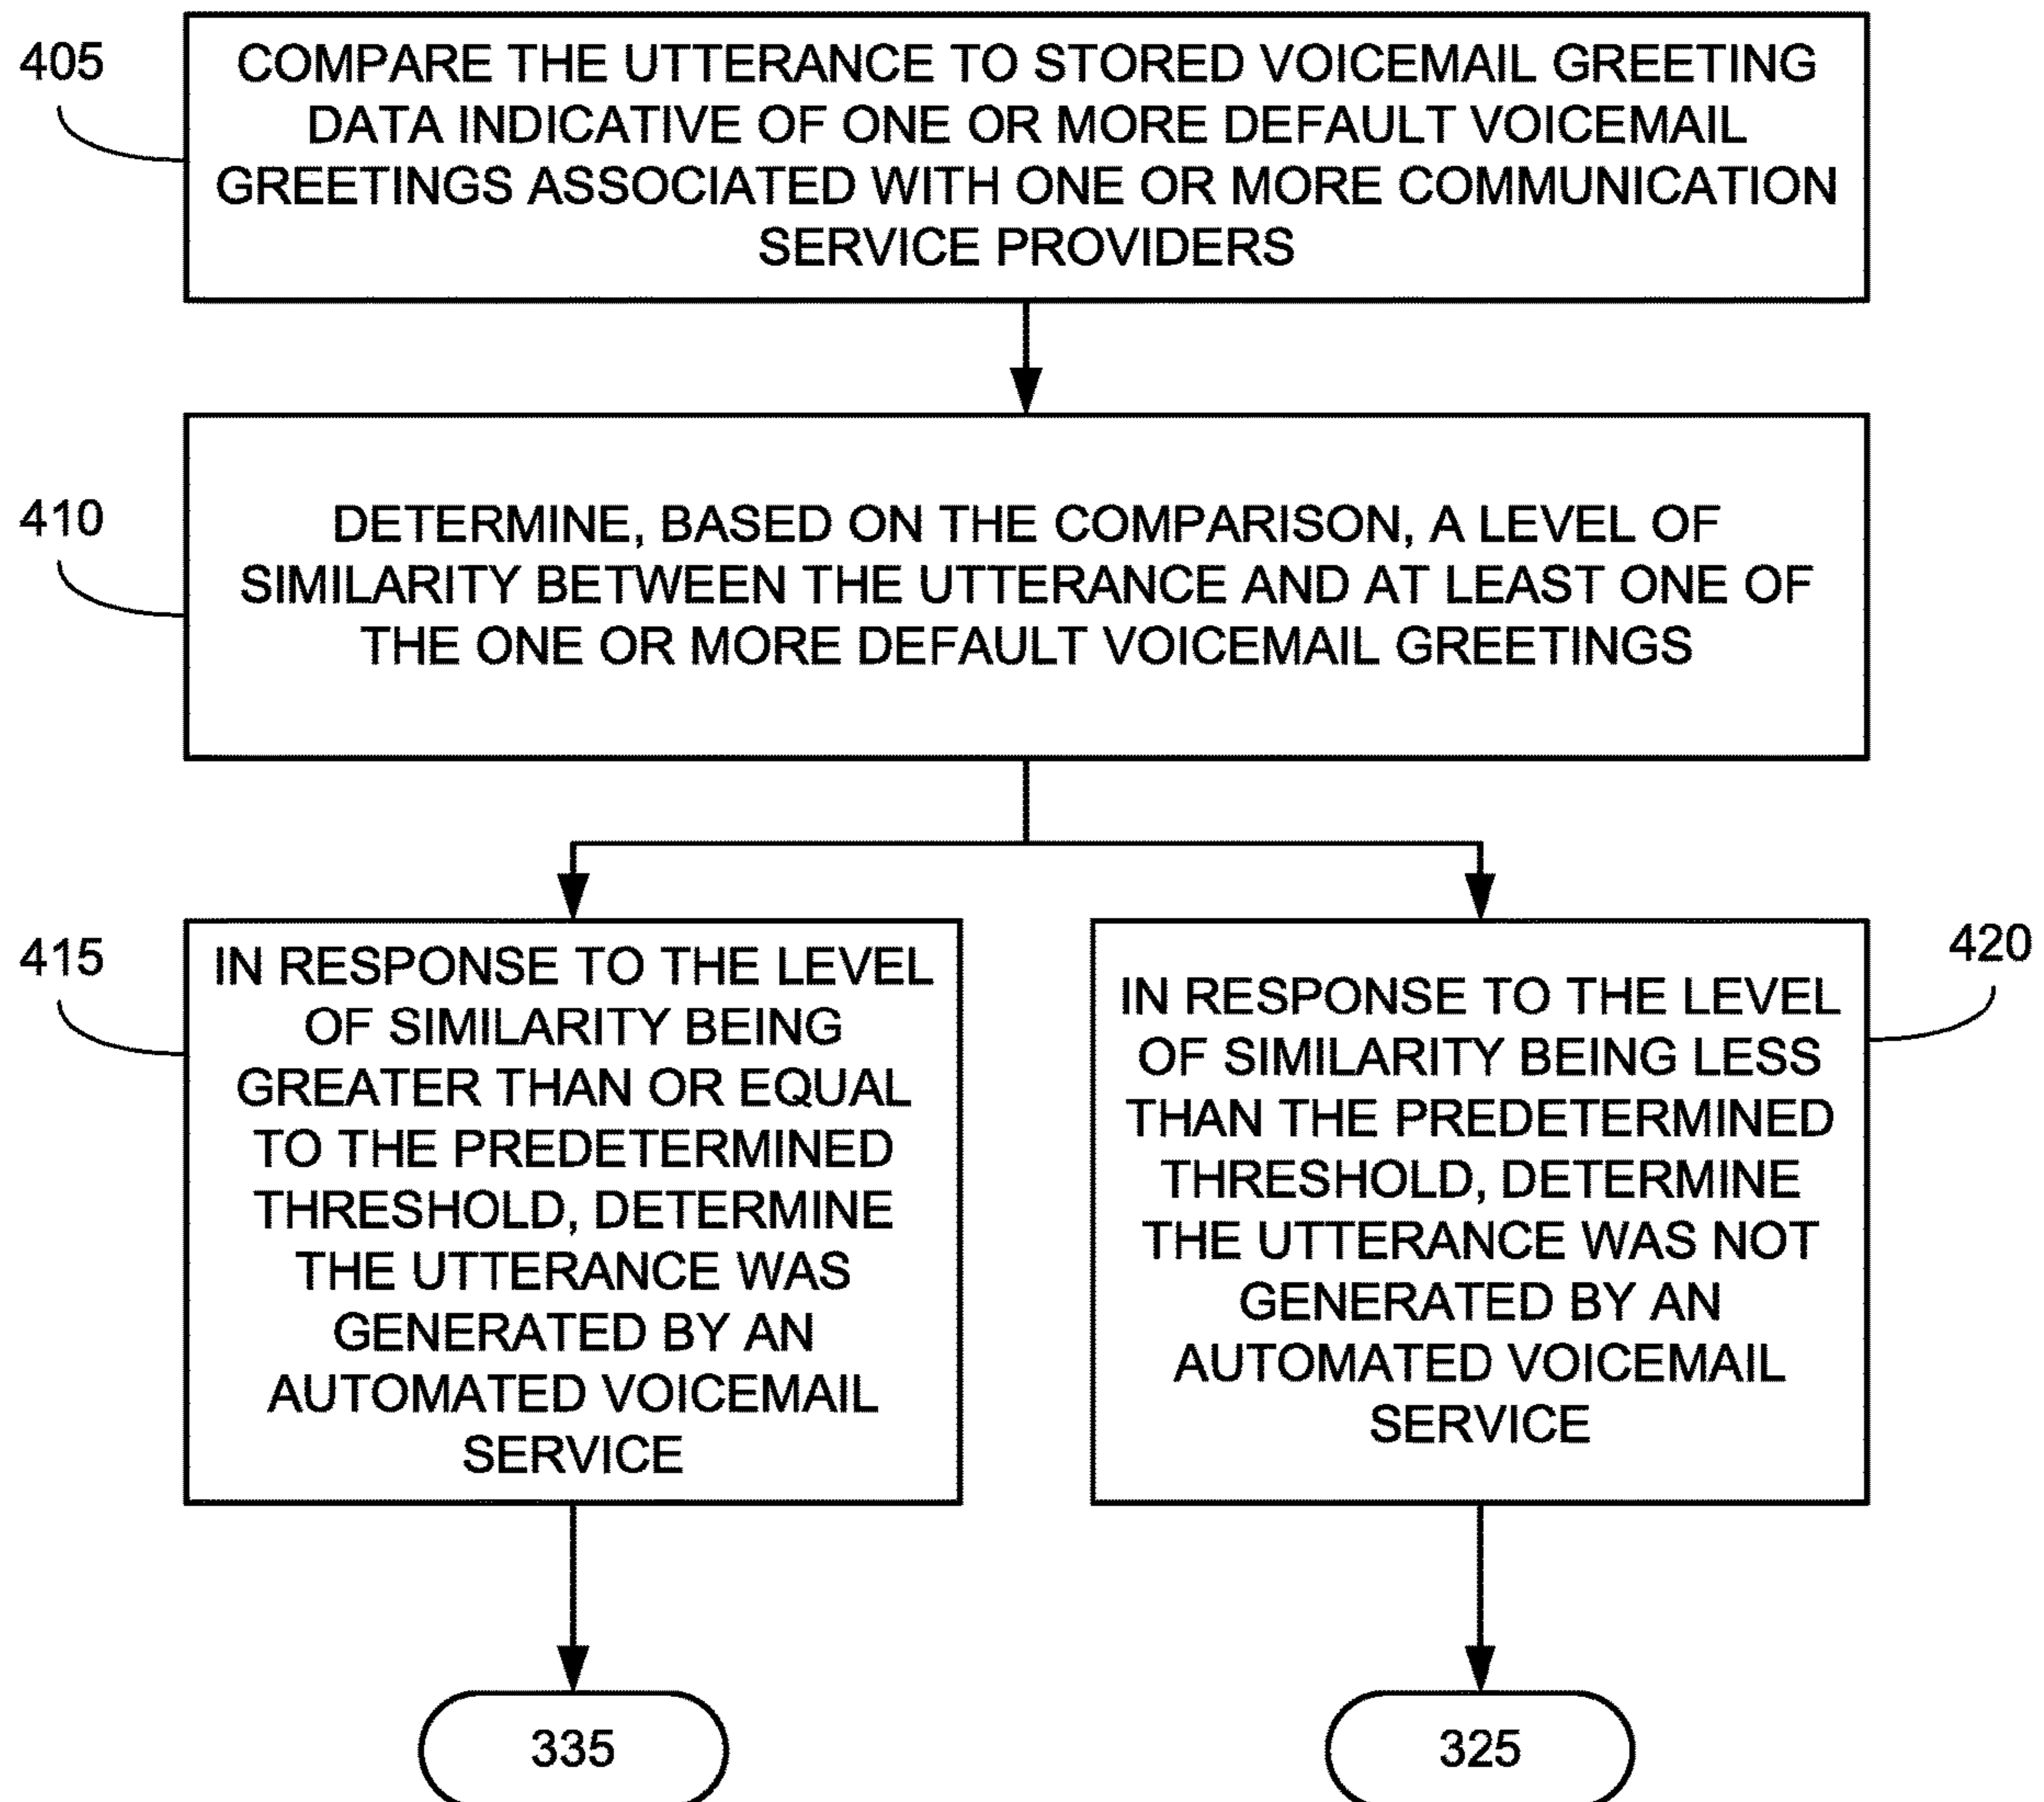 405
COMPARE THE UTTERANCE TO STORED VOICEMAIL GREETING
DATA INDICATIVE OF ONE OR MORE DEFAULT VOICEMAIL
GREETINGS ASSOCIATED WITH ONE OR MORE COMMUNICATION
SERVICE PROVIDERS
410
DETERMINE, BASED ON THE COMPARISON, A LEVEL OF
SIMILARITY BETWEEN THE UTTERANCE AND AT LEAST ONE OF
THE ONE OR MORE DEFAULT VOICEMAIL GREETINGS
415
IN RESPONSE TO THE LEVEL
OF SIMILARITY BEING
GREATER THAN OR EQUAL
TO THE PREDETERMINED
THRESHOLD, DETERMINE
THE UTTERANCE WAS
GENERATED BY AN
AUTOMATED VOICEMAIL
SERVICE
420
IN RESPONSE TO THE LEVEL
OF SIMILARITY BEING LESS
THAN THE PREDETERMINED
THRESHOLD, DETERMINE
THE UTTERANCE WAS NOT
GENERATED BY AN
AUTOMATED VOICEMAIL
SERVICE
335
325